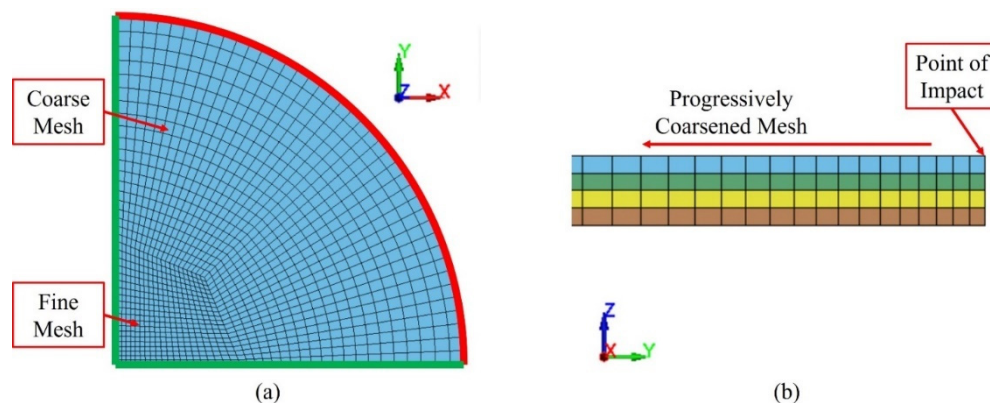 Coarse
Mesh
Fine
Mesh
Y
Z
X
(a)
Progressively
Coarsened Mesh
Point of
Impact
Z
X
Y
(b)